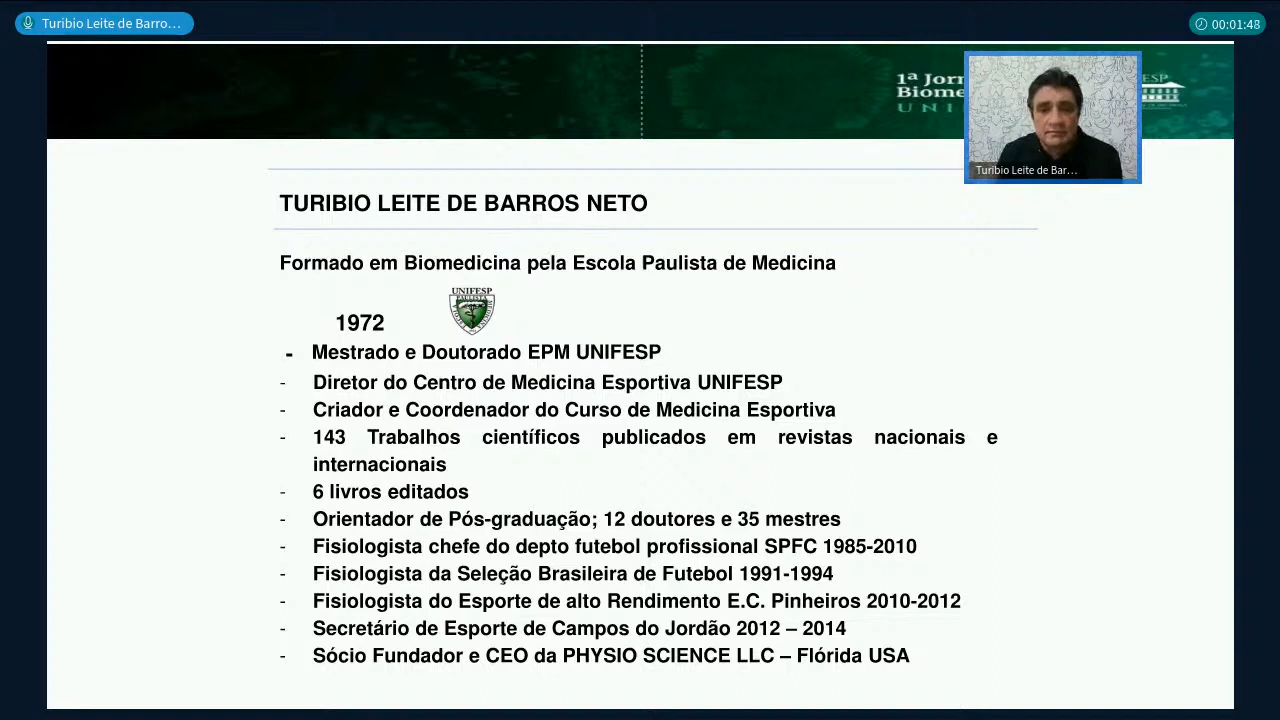 Turibio Leite de Barro...
00:01:48
1ª Jor
Biome
UNI
ESP
Turibio Leite de Bar...
TURIBIO LEITE DE BARROS NETO
Formado em Biomedicina pela Escola Paulista de Medicina
UNIFESP
PAULISTA
1972
- Mestrado e Doutorado EPM UNIFESP
- Diretor do Centro de Medicina Esportiva UNIFESP
- Criador e Coordenador do Curso de Medicina Esportiva
- 143 Trabalhos científicos publicados em revistas nacionais e
internacionais
- 6 livros editados
- Orientador de Pós-graduação; 12 doutores e 35 mestres
- Fisiologista chefe do depto futebol profissional SPFC 1985-2010
- Fisiologista da Seleção Brasileira de Futebol 1991-1994
- Fisiologista do Esporte de alto Rendimento E.C. Pinheiros 2010-2012
- Secretário de Esporte de Campos do Jordão 2012 – 2014
- Sócio Fundador e CEO da PHYSIO SCIENCE LLC – Flórida USA